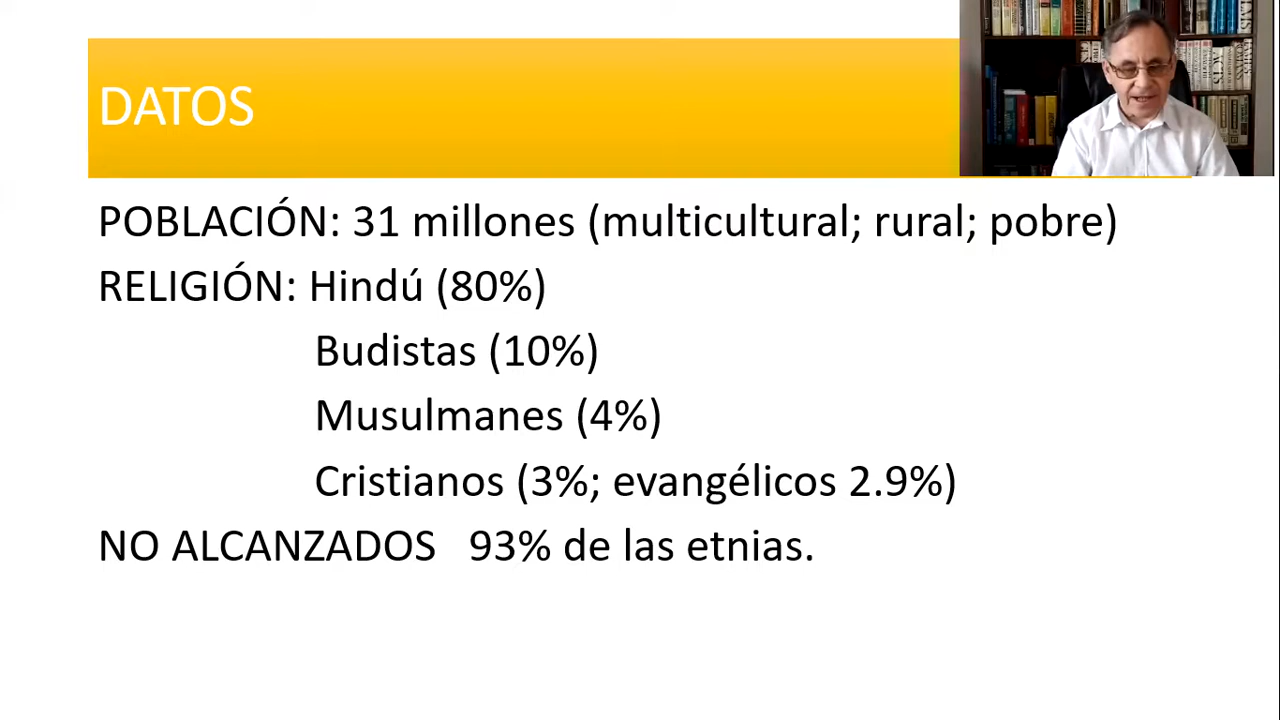 DATOS
POBLACIÓN: 31 millones (multicultural; rural; pobre)
RELIGIÓN: Hindú (80%)
Budistas (10%)
Musulmanes (4%)
Cristianos (3%; evangélicos 2.9%)
NO ALCANZADOS 93% de las etnias.